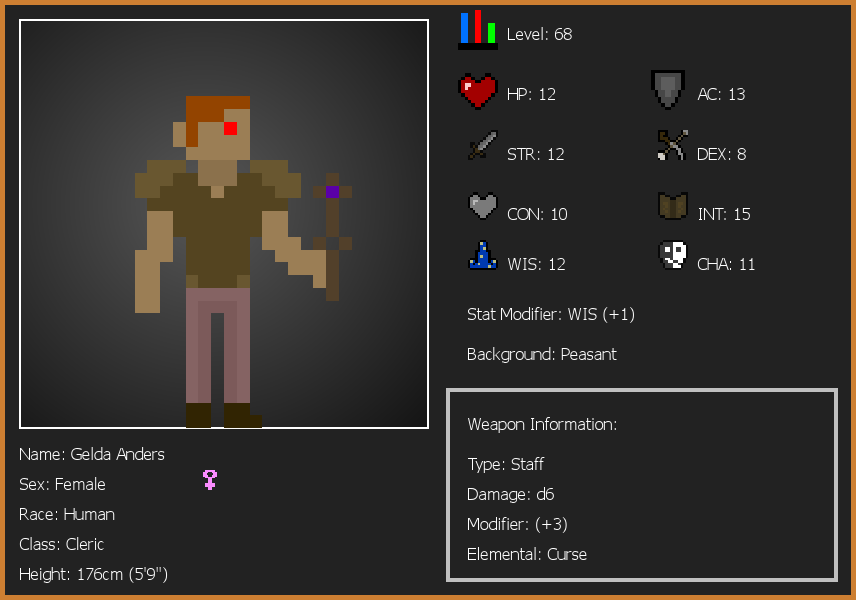 Level: 68
HP: 12
AC: 13
STR: 12
DEX: 8
CON: 10
INT: 15
WIS: 12
CHA: 11
Stat Modifier: WIS (+1)
Background: Peasant
Weapon Information:
Type: Staff
Damage: d6
Modifier: (+3)
Elemental: Curse
Name: Gelda Anders
Sex: Female
Race: Human
Class: Cleric
Height: 176cm (5'9")